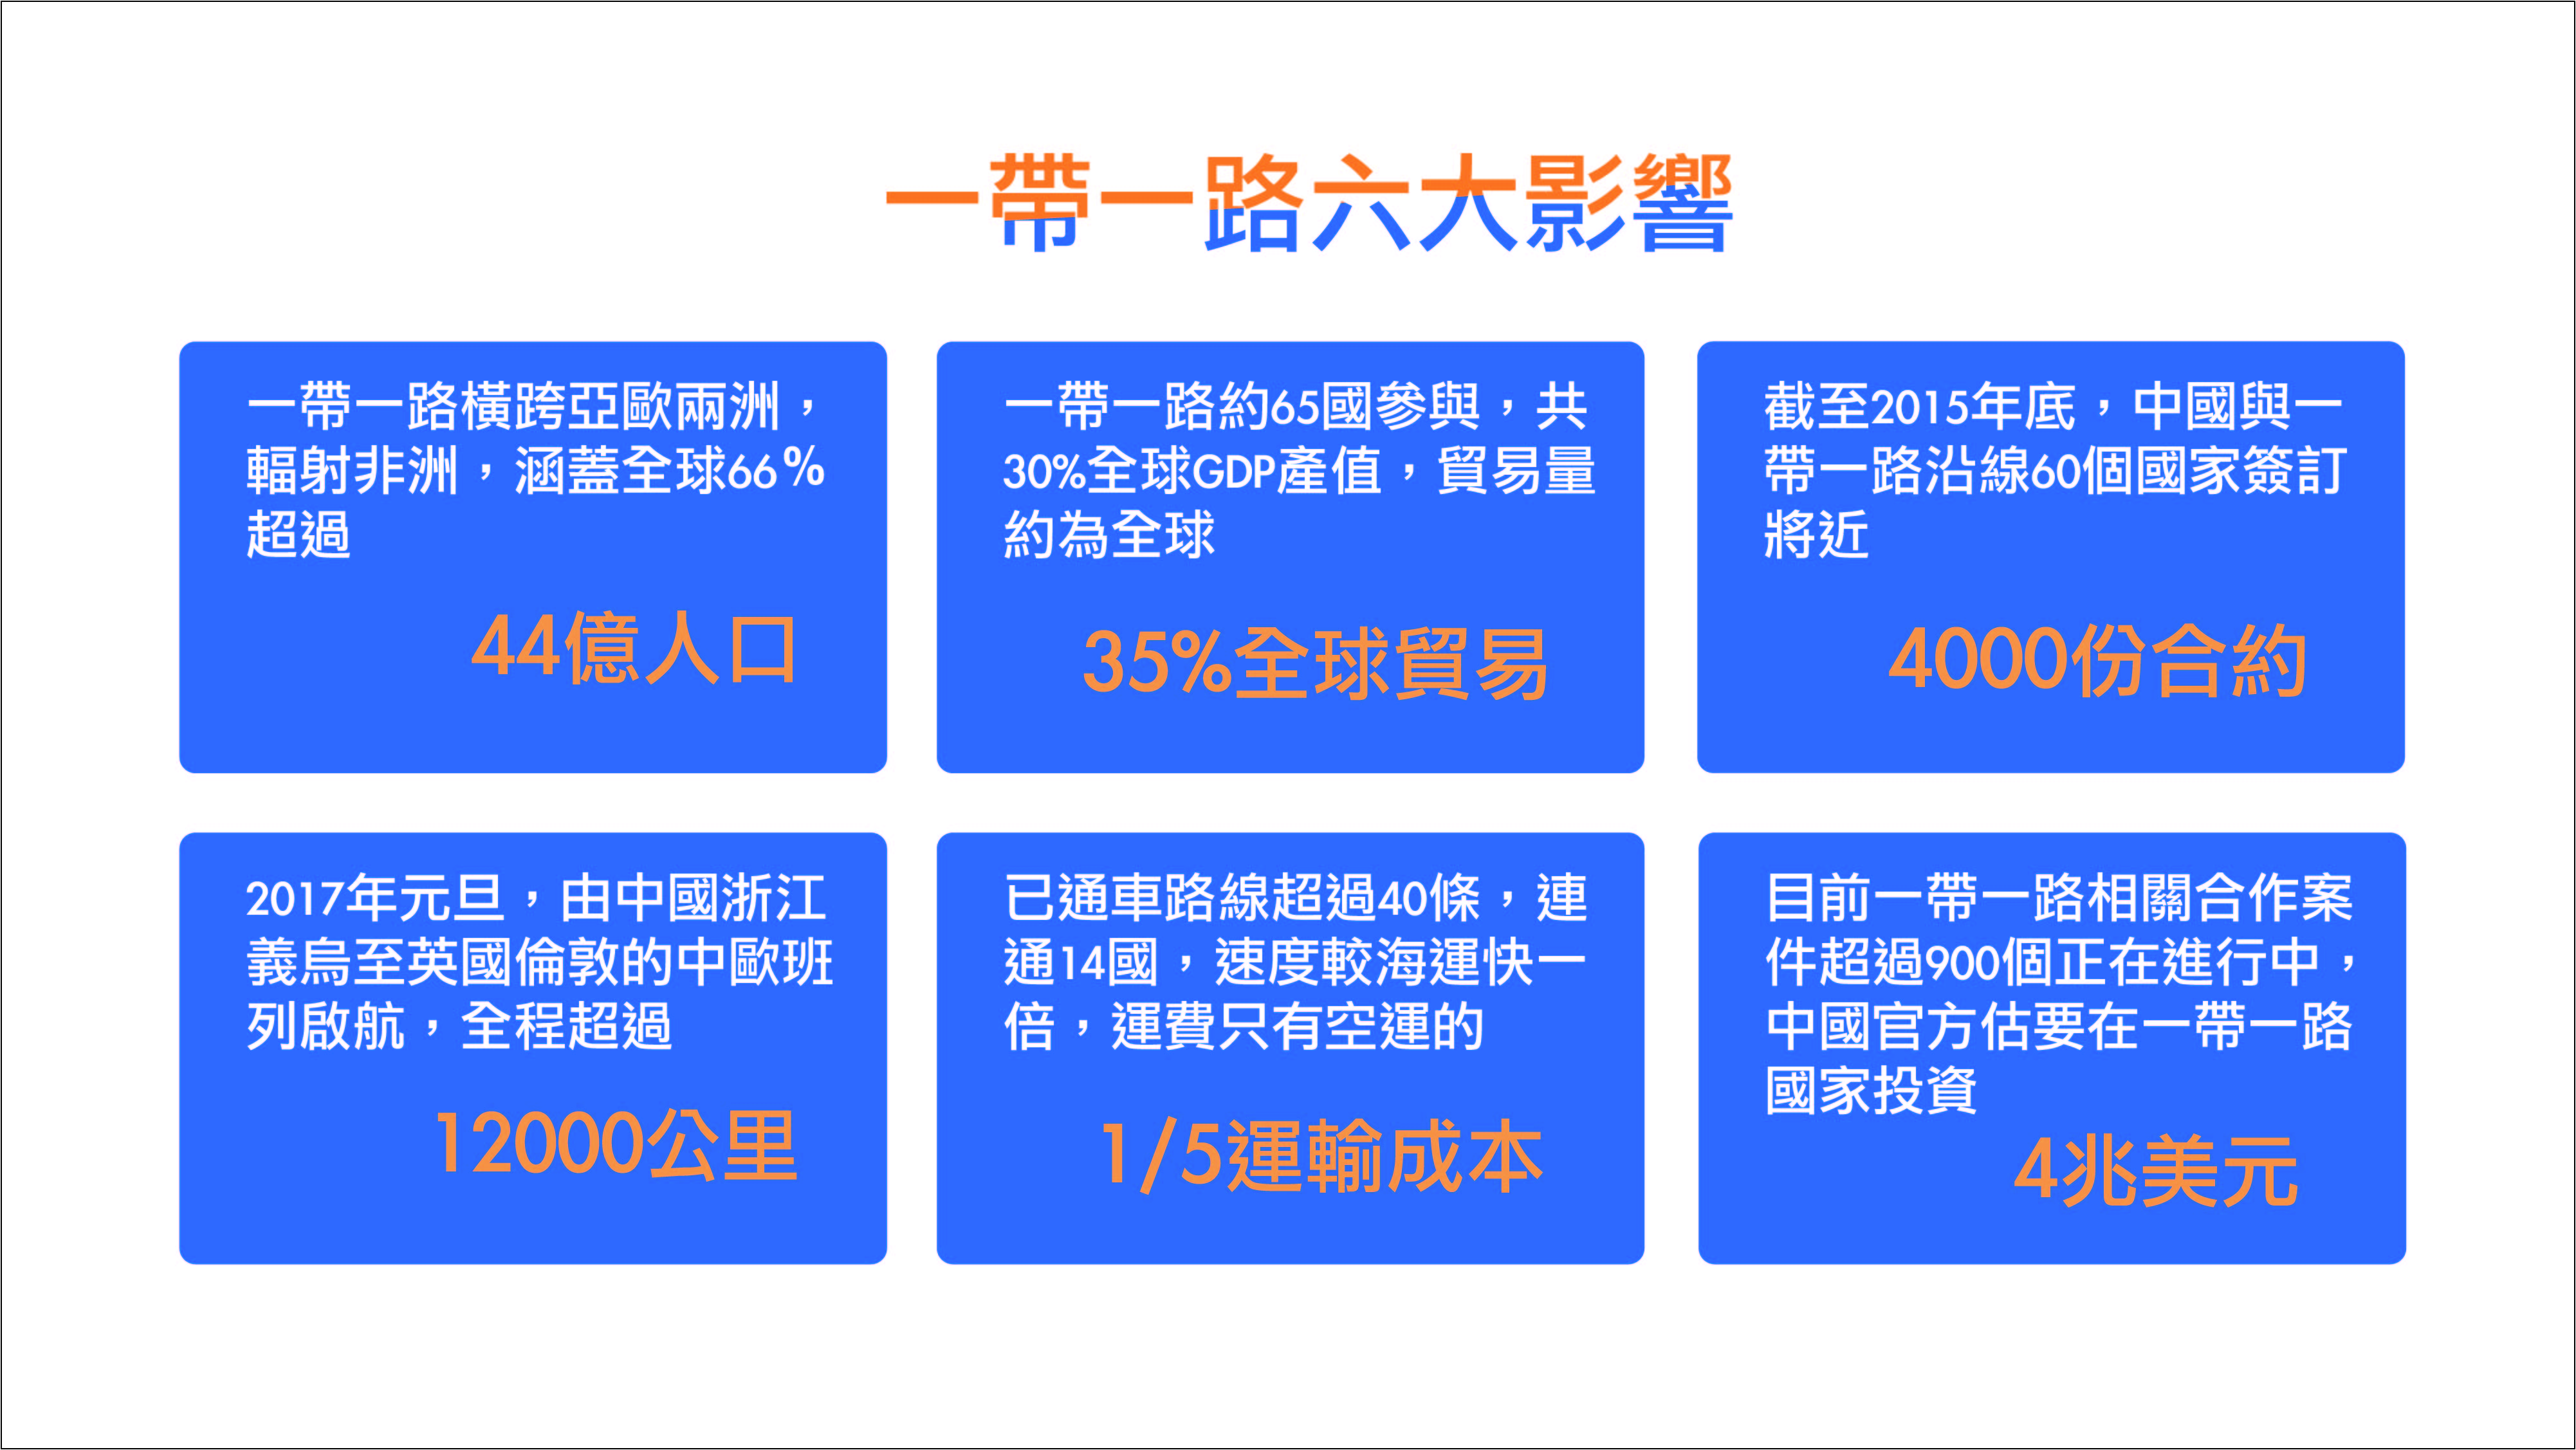 一帶一路六大影響
一帶一路橫跨亞歐兩洲，
輻射非洲，涵蓋全球66%
超過
44億人口
一帶一路約65國參與，共
30%全球GDP產值，貿易量
約為全球
35%全球貿易
截至2015年底，中國與一
帶一路沿線60個國家簽訂
將近
4000份合約
2017年元旦，由中國浙江
義烏至英國倫敦的中歐班
列啟航，全程超過
12000公里
已通車路線超過40條，連
通14國，速度較海運快一
倍，運費只有空運的
1/5運輸成本
目前一帶一路相關合作案
件超過900個正在進行中，
中國官方估要在一帶一路
國家投資
4兆美元